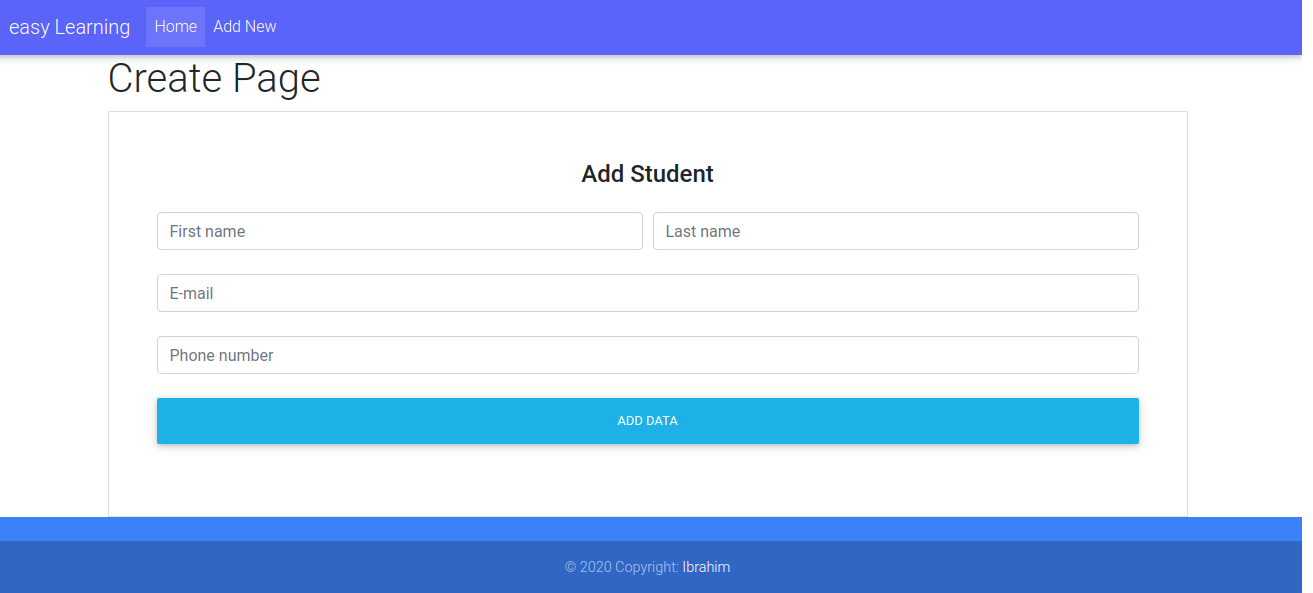 easy Learning Home Add New
Create Page
Add Student
First name Last name
E-mail
Phone number
ADD DATA
© 2020 Copyright: Ibrahim